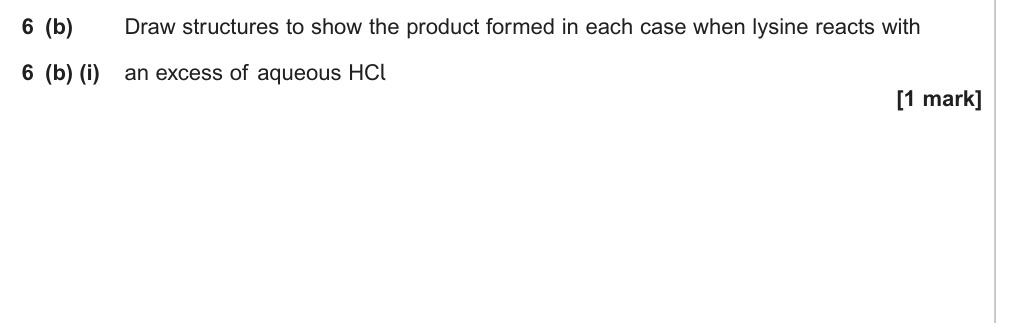 6 (b) Draw structures to show the product formed in each case when lysine reacts with
6 (b) (i) an excess of aqueous HCl
[1 mark]